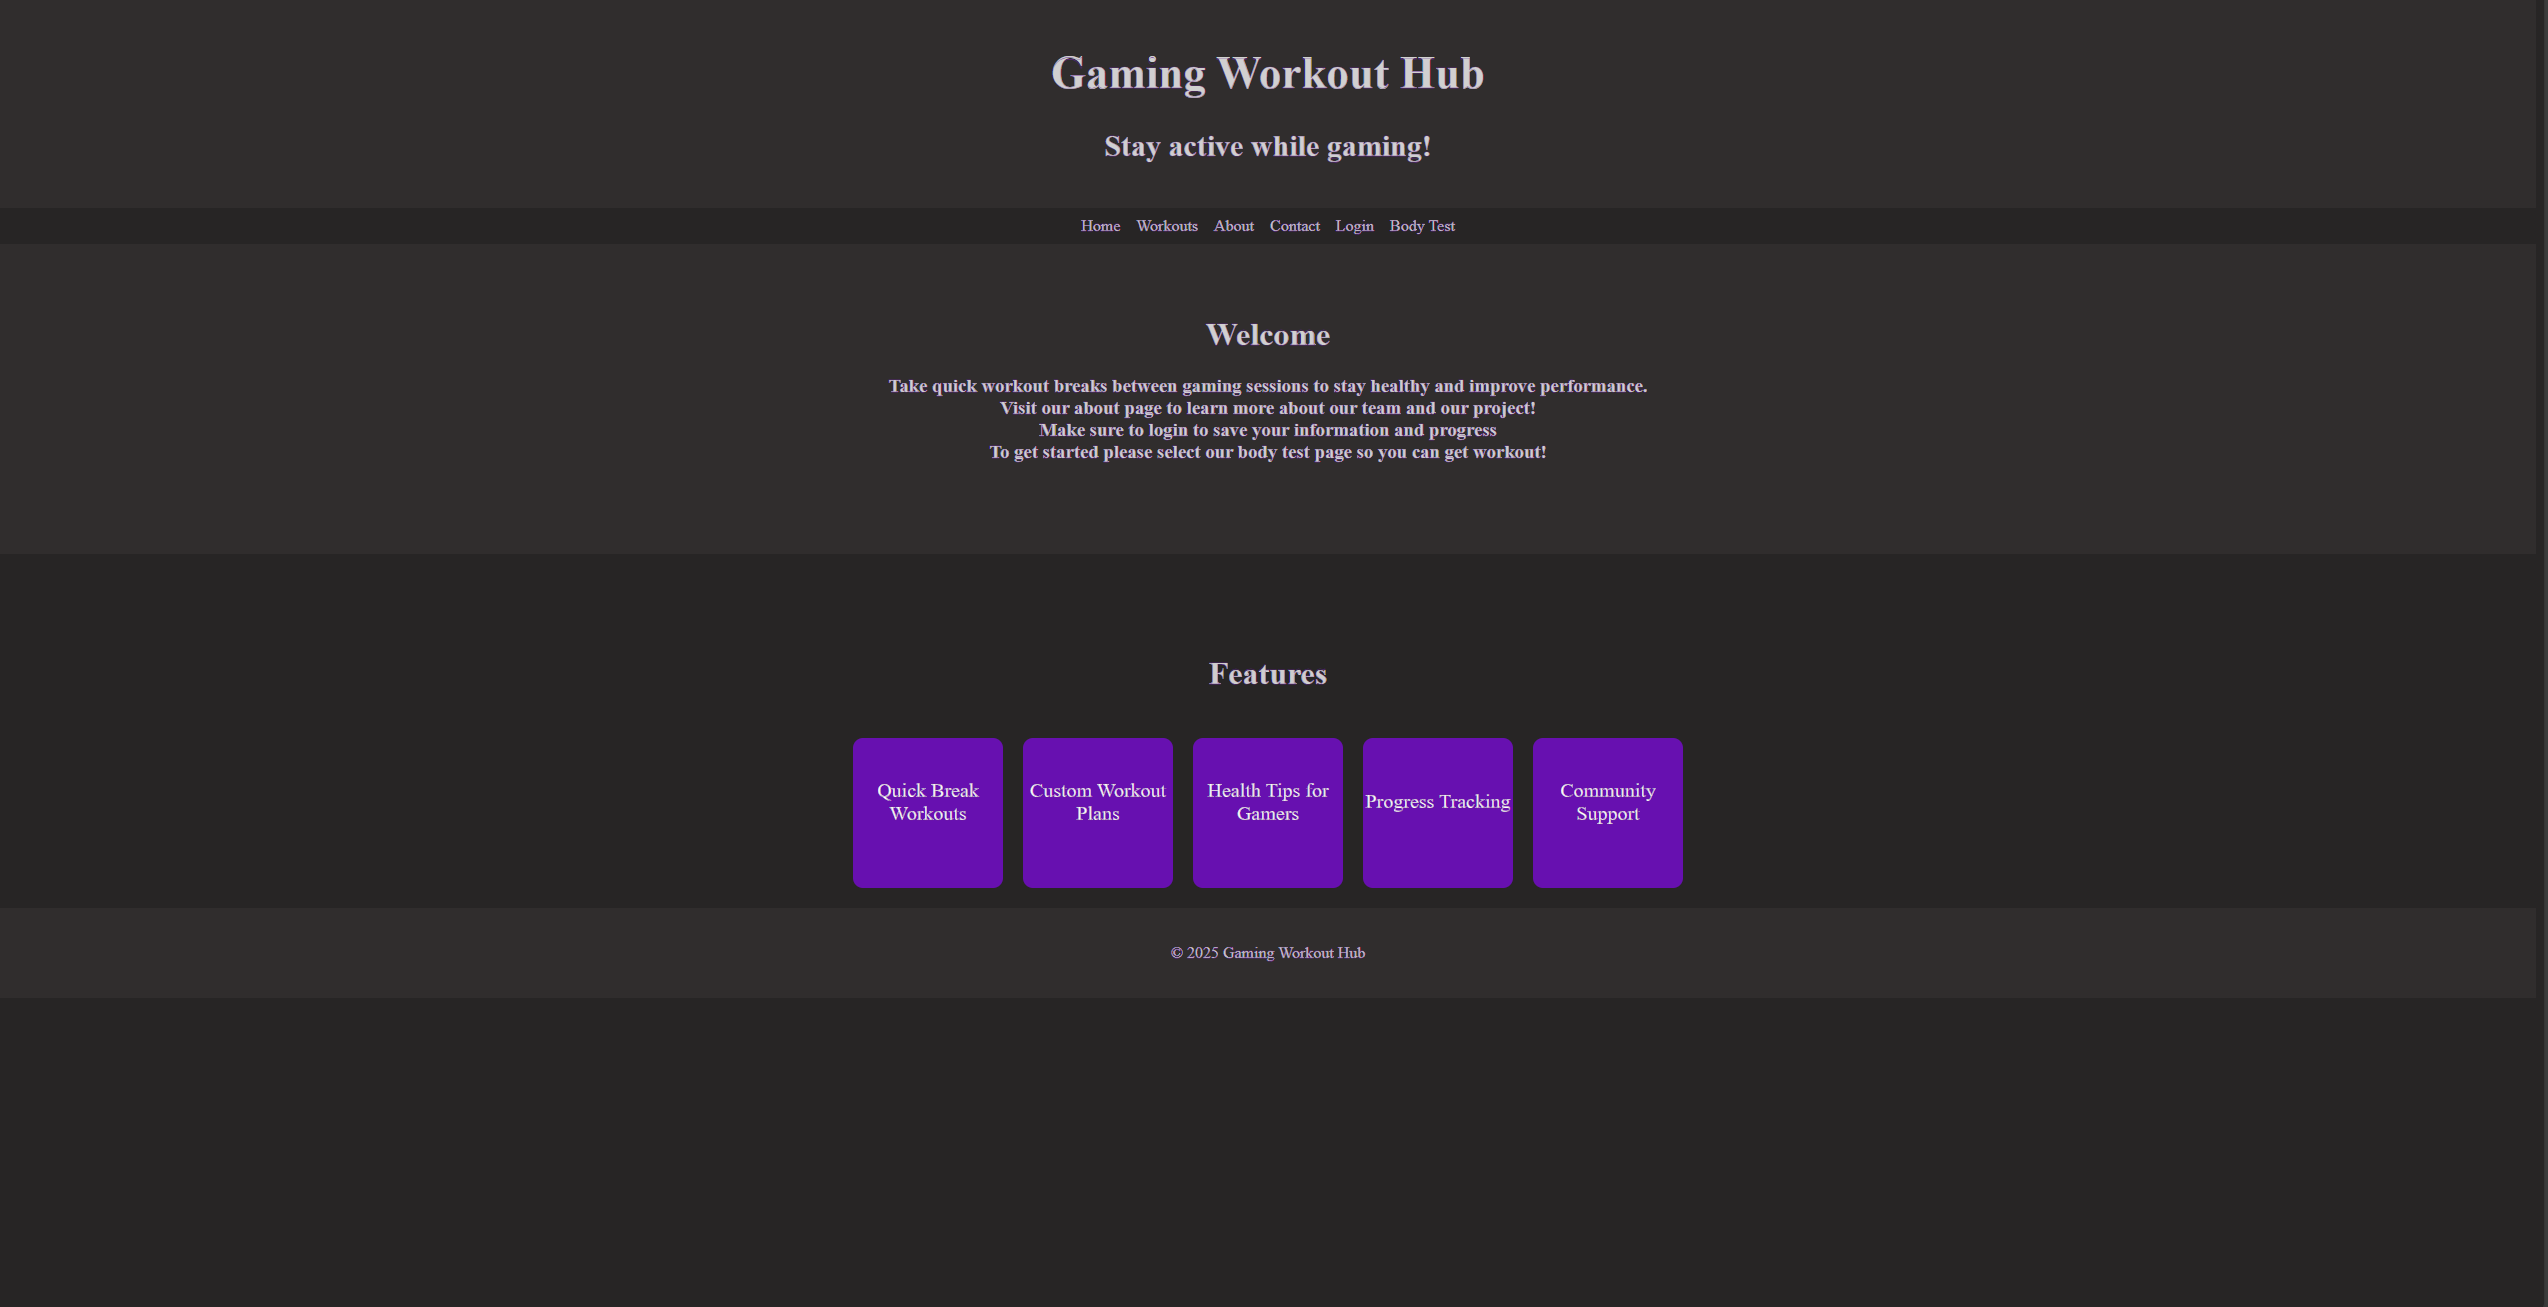 Gaming Workout Hub
Stay active while gaming!
Home Workouts About Contact Login Body Test
Welcome
Take quick workout breaks between gaming sessions to stay healthy and improve performance.
Visit our about page to learn more about our team and our project!
Make sure to login to save your information and progress
To get started please select our body test page so you can get workout!
Features
Quick Break
Workouts
Custom Workout
Plans
Health Tips for
Gamers
Progress Tracking
Community
Support
© 2025 Gaming Workout Hub